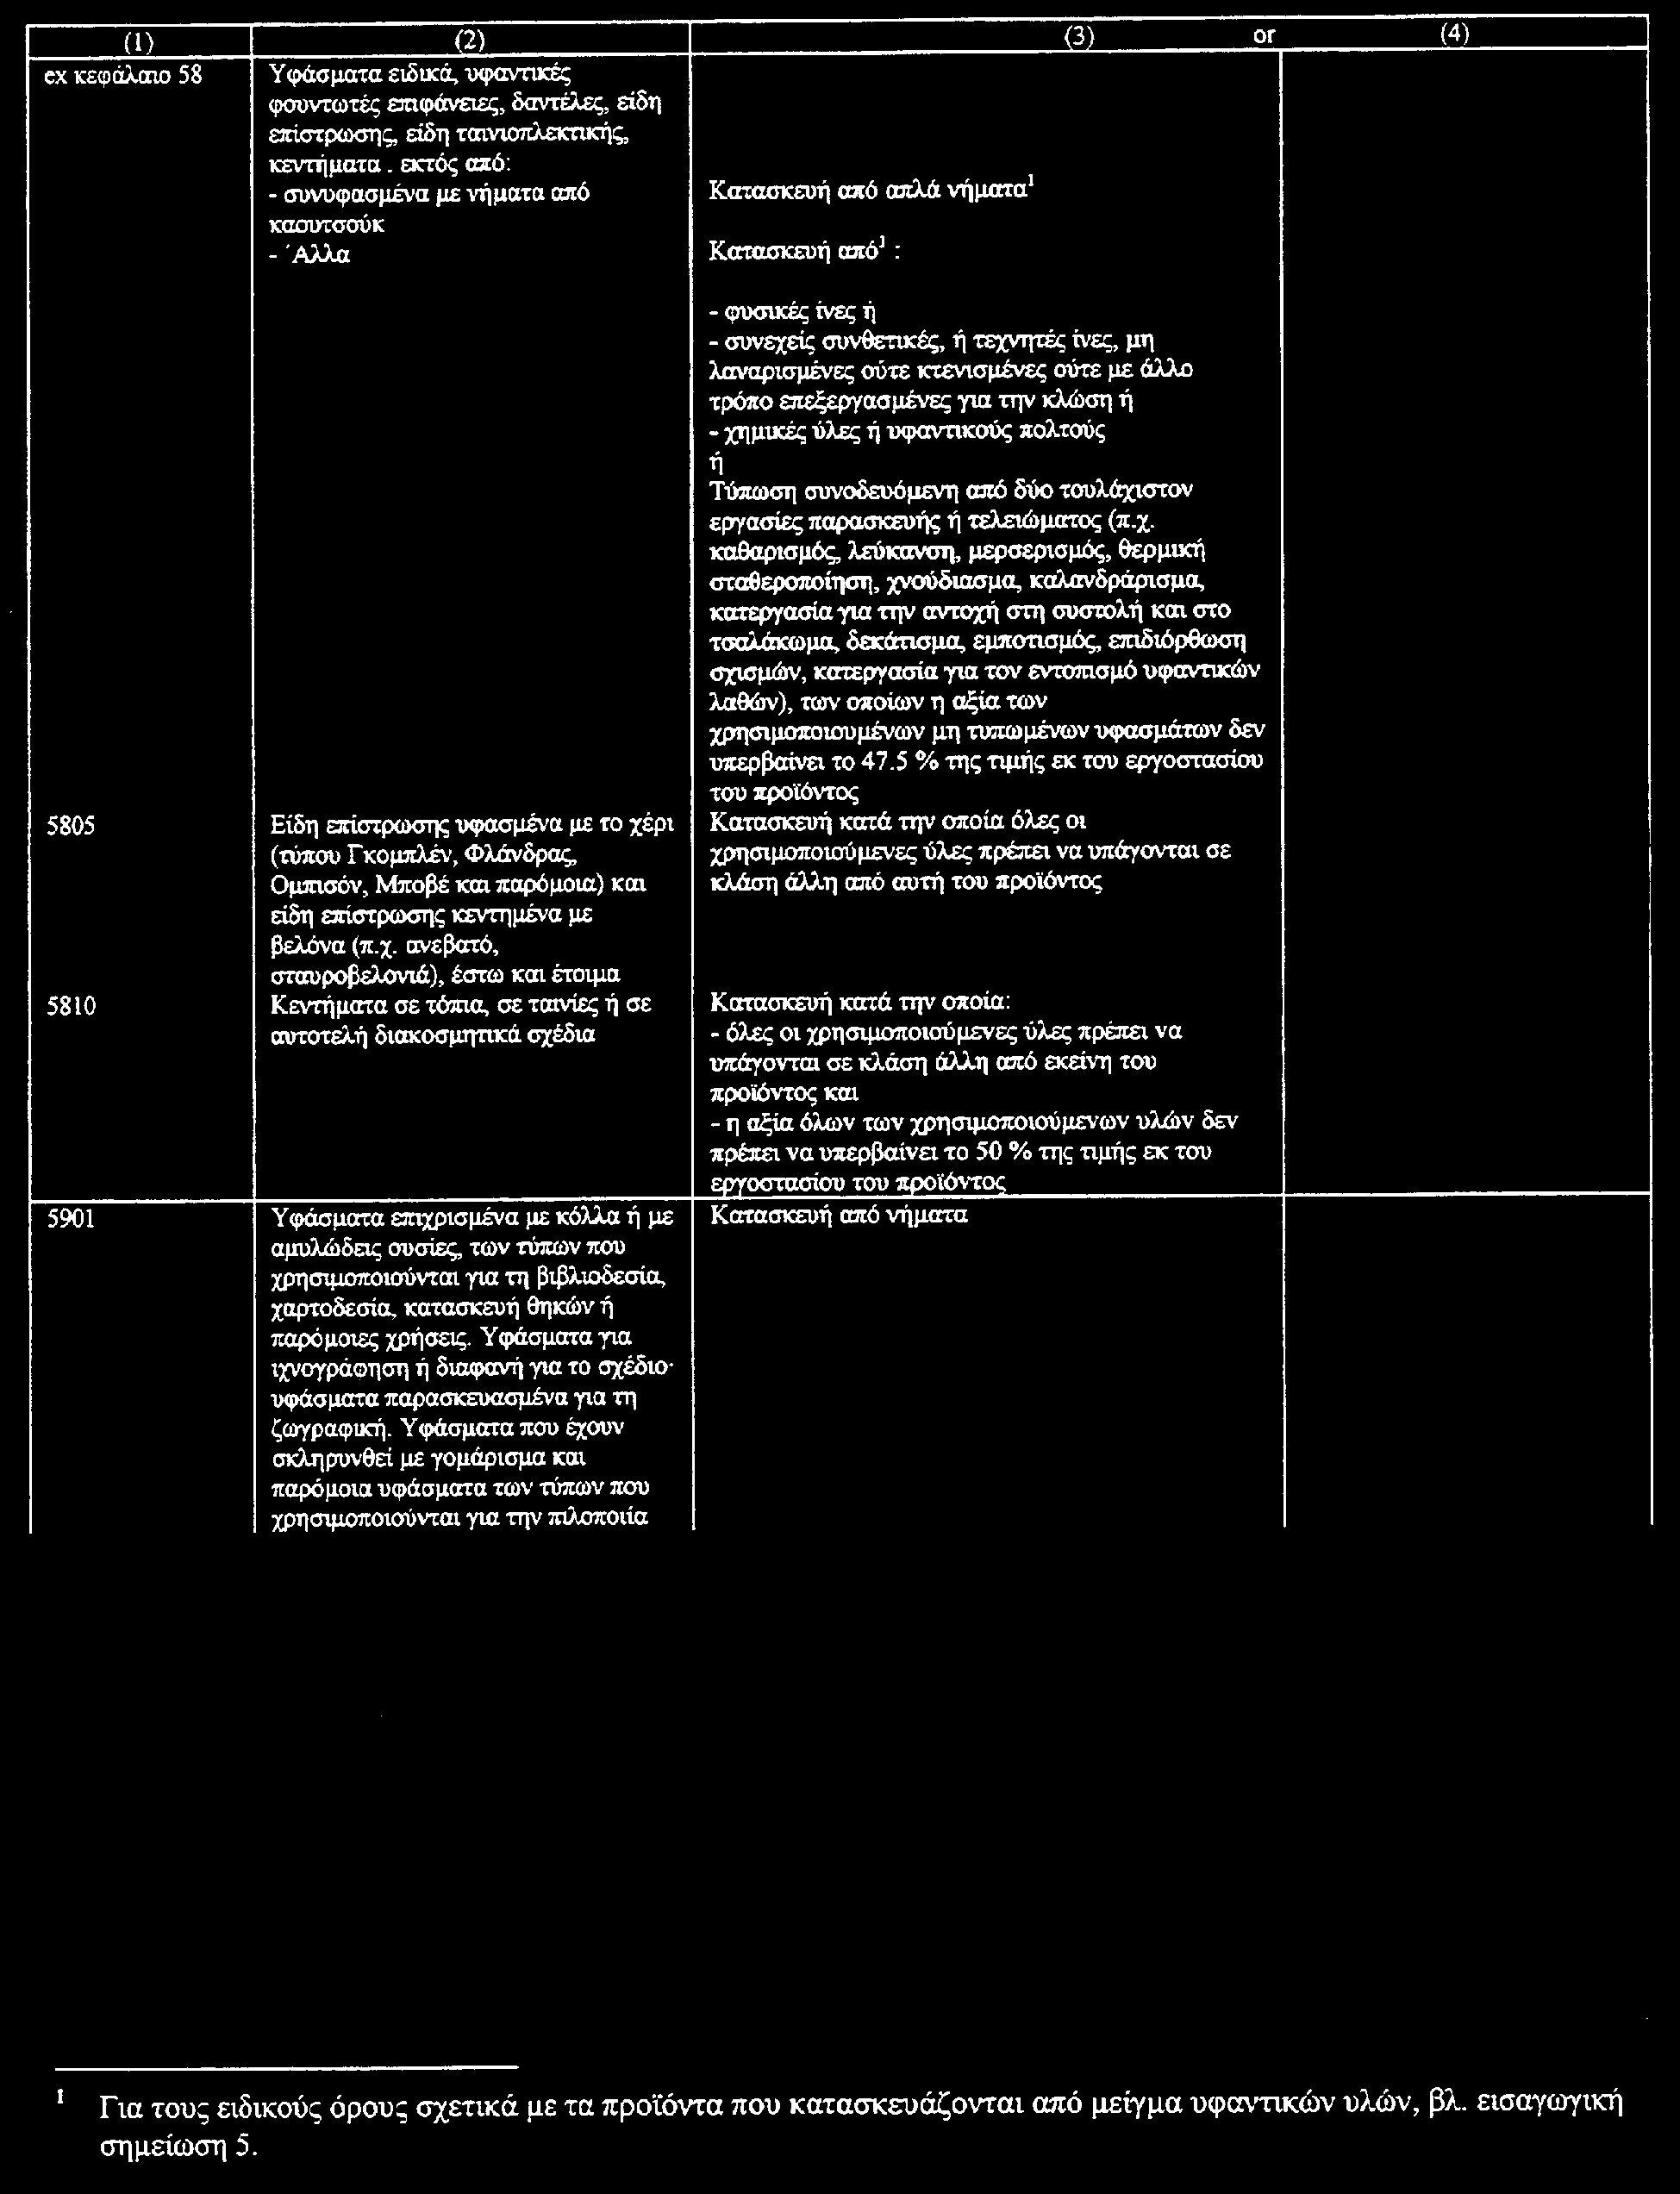 (1) (2) (3) or (4)
ex κεφάλαιο 58
Υφάσματα ειδικά, υφαντικές
φουντωτές επιφάνειες, δαντέλες, είδη
επίστρωσης, είδη ταινιοπλεκτικής,
κεντήματα. εκτός από:
- συνυφασμένα με νήματα από
καουτσούκ
- Άλλα
Κατασκευή από απλά νήματα¹
Κατασκευή από¹ :
- φυσικές ίνες ή
- συνεχείς συνθετικές, ή τεχνητές ίνες, μη
λαναρισμένες ούτε κτενισμένες ούτε με άλλο
τρόπο επεξεργασμένες για την κλώση ή
- χημικές ύλες ή υφαντικούς πολτούς
ή
Τύπωση συνοδευόμενη από δύο τουλάχιστον
εργασίες παρασκευής ή τελειώματος (π.χ.
καθαρισμός, λεύκανση, μερσερισμός, θερμική
σταθεροποίηση, χνούδιασμα, καλανδράρισμα,
κατεργασία για την αντοχή στη συστολή και στο
τσαλάκωμα, δεκάτισμα, εμποτισμός, επιδιόρθωση
σχισμών, κατεργασία για τον εντοπισμό υφαντικών
λαθών), των οποίων η αξία των
χρησιμοποιουμένων μη τυπωμένων υφασμάτων δεν
υπερβαίνει το 47.5 % της τιμής εκ του εργοστασίου
του προϊόντος
5805
Είδη επίστρωσης υφασμένα με το χέρι
(τύπου Γκομπλέν, Φλάνδρας,
Ομπισόν, Μποβέ και παρόμοια) και
είδη επίστρωσης κεντημένα με
βελόνα (π.χ. ανεβατό,
σταυροβελονιά), έστω και έτοιμα
Κατασκευή κατά την οποία όλες οι
χρησιμοποιούμενες ύλες πρέπει να υπάγονται σε
κλάση άλλη από αυτή του προϊόντος
5810
Κεντήματα σε τόπια, σε ταινίες ή σε
αυτοτελή διακοσμητικά σχέδια
Κατασκευή κατά την οποία:
- όλες οι χρησιμοποιούμενες ύλες πρέπει να
υπάγονται σε κλάση άλλη από εκείνη του
προϊόντος και
- η αξία όλων των χρησιμοποιούμενων υλών δεν
πρέπει να υπερβαίνει το 50 % της τιμής εκ του
εργοστασίου του προϊόντος
5901
Υφάσματα επιχρισμένα με κόλλα ή με
αμυλώδεις ουσίες, των τύπων που
χρησιμοποιούνται για τη βιβλιοδεσία,
χαρτοδεσία, κατασκευή θηκών ή
παρόμοιες χρήσεις. Υφάσματα για
ιχνογράφηση ή διαφανή για το σχέδιο·
υφάσματα παρασκευασμένα για τη
ζωγραφική. Υφάσματα που έχουν
σκληρυνθεί με γομάρισμα και
παρόμοια υφάσματα των τύπων που
χρησιμοποιούνται για την πιλοποιία
Κατασκευή από νήματα
¹ Για τους ειδικούς όρους σχετικά με τα προϊόντα που κατασκευάζονται από μείγμα υφαντικών υλών, βλ. εισαγωγική
σημείωση 5.